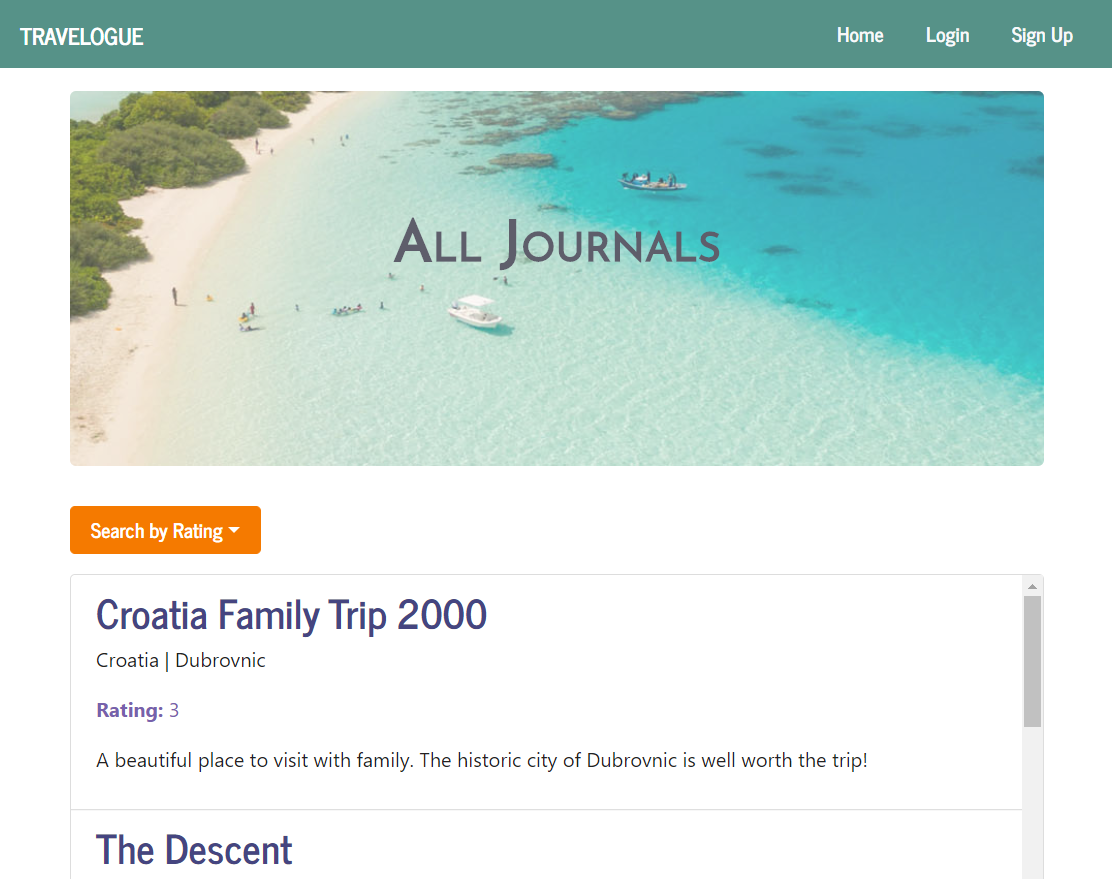 TRAVELOGUE
Home Login Sign Up
All Journals
Search by Rating
Croatia Family Trip 2000
Croatia | Dubrovnic
Rating: 3
A beautiful place to visit with family. The historic city of Dubrovnic is well worth the trip!
The Descent